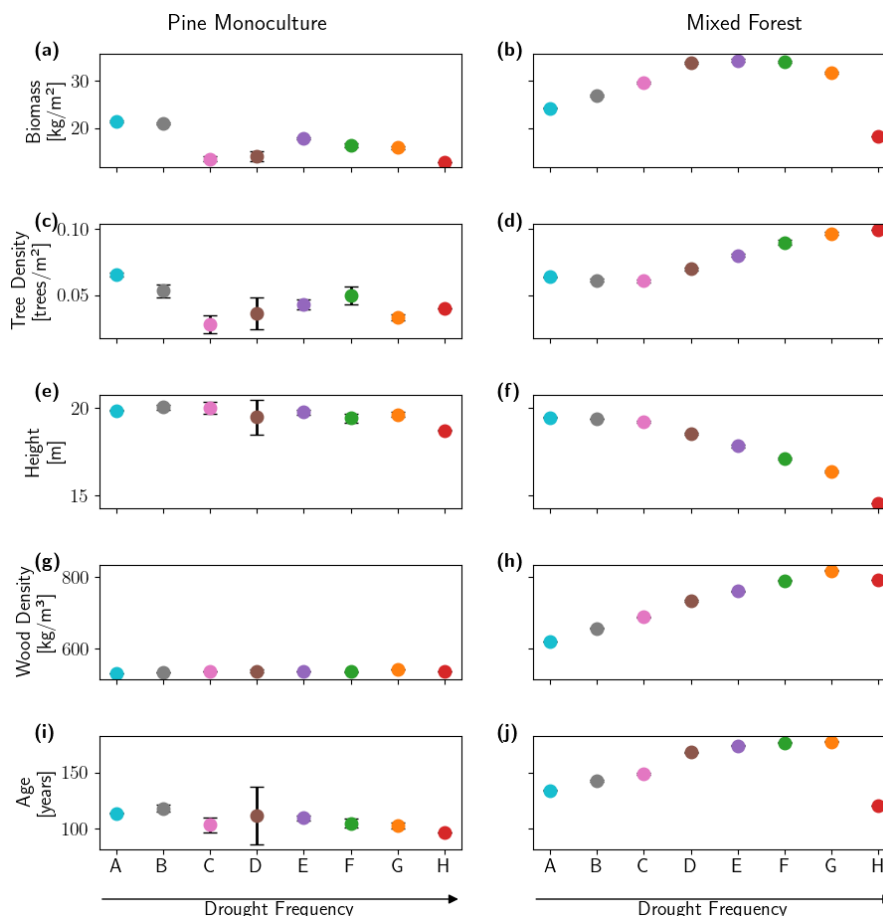 Pine Monoculture
Mixed Forest
(a)
(b)
Biomass
[kg/m²]
30
20
(c)
(d)
Tree Density
[trees/m²]
0.10
0.05
(e)
(f)
Height
[m]
20
15
(g)
(h)
Wood Density
[kg/m³]
800
600
(i)
(j)
Age
[years]
150
100
A B C D E F G H
A B C D E F G H
Drought Frequency
Drought Frequency